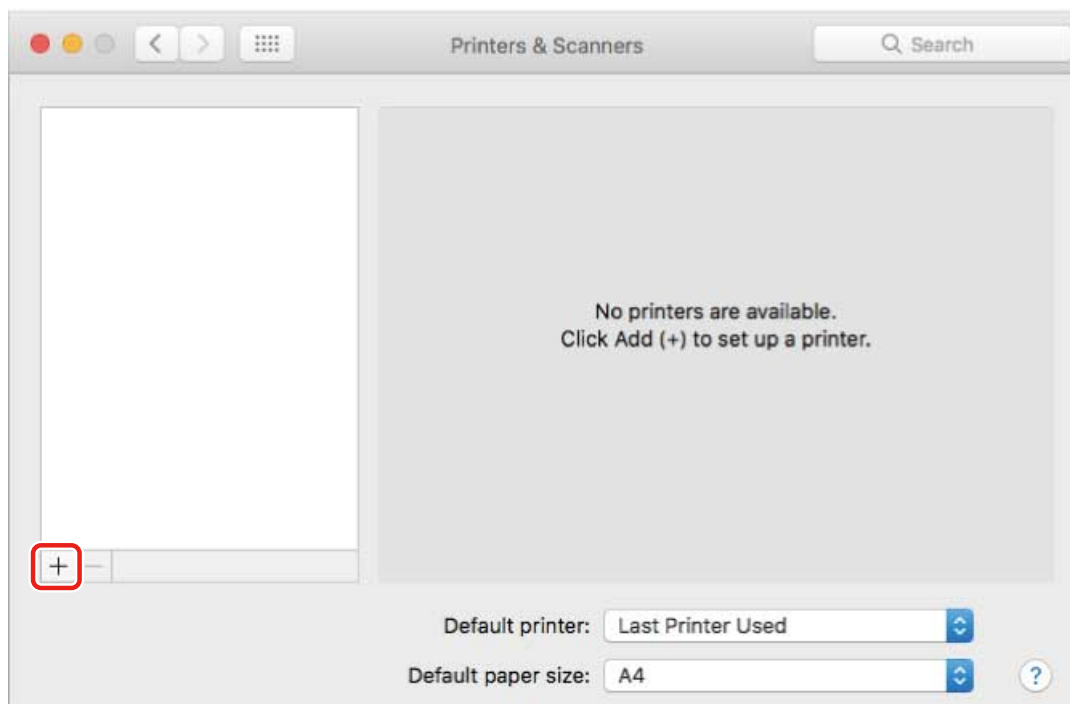 Printers & Scanners
Search
No printers are available.
Click Add (+) to set up a printer.
+
Default printer: Last Printer Used
Default paper size: A4
?